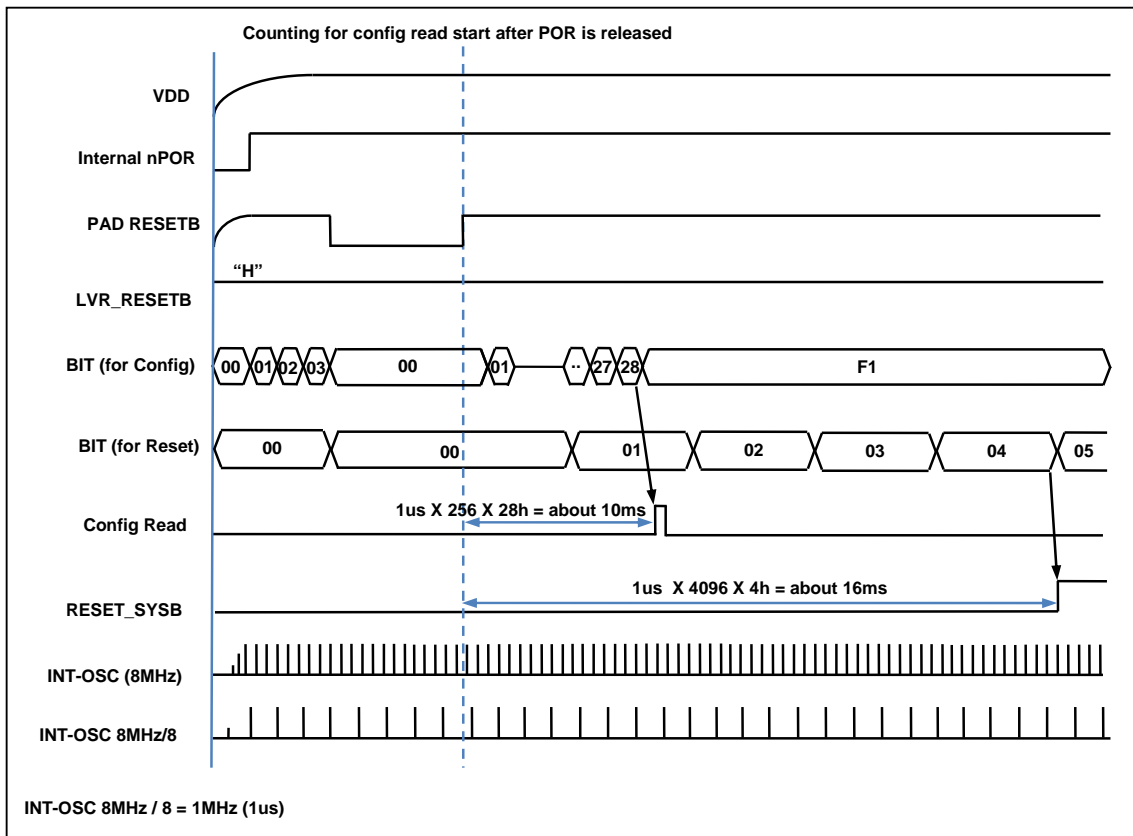 Counting for config read start after POR is released
VDD
Internal nPOR
PAD RESETB
“H”
LVR_RESETB
BIT (for Config)
00 01 02 03 00 01 .. 27 28 F1
BIT (for Reset)
00 00 01 02 03 04 05
1us X 256 X 28h = about 10ms
Config Read
1us X 4096 X 4h = about 16ms
RESET_SYSB
INT-OSC (8MHz)
INT-OSC 8MHz/8
INT-OSC 8MHz / 8 = 1MHz (1us)